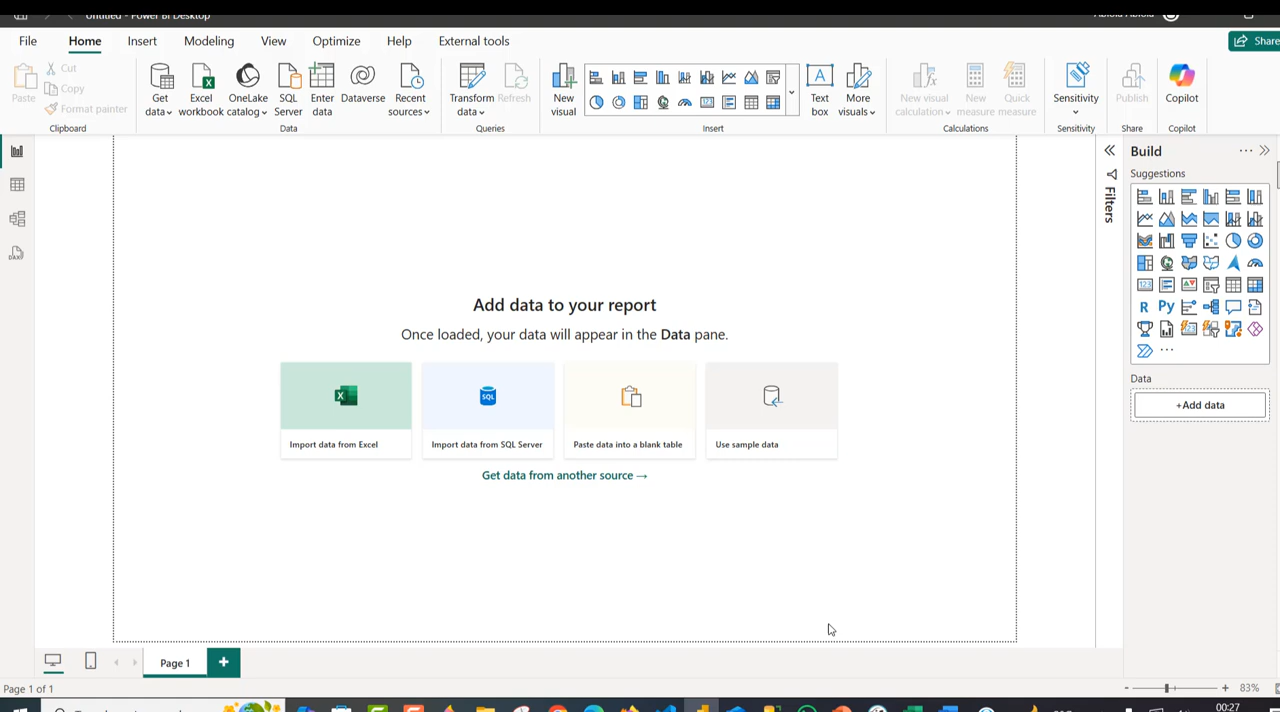 Untitled - Power BI Desktop
File Home Insert Modeling View Optimize Help External tools
Share
Paste
Cut
Copy
Format painter
Clipboard
Get data
Excel workbook
OneLake catalog
SQL Server
Enter data
Dataverse
Recent sources
Data
Transform data
Refresh
Queries
New visual
Text box
More visuals
Insert
New visual calculation
New measure
Quick measure
Calculations
Sensitivity
Sensitivity
Publish
Share
Copilot
Copilot
DAX
Filters
Build
Suggestions
R Py
Data
+Add data
Add data to your report
Once loaded, your data will appear in the Data pane.
SQL
Import data from Excel
Import data from SQL Server
Paste data into a blank table
Use sample data
Get data from another source →
Page 1
Page 1 of 1
- + 83%
00:27